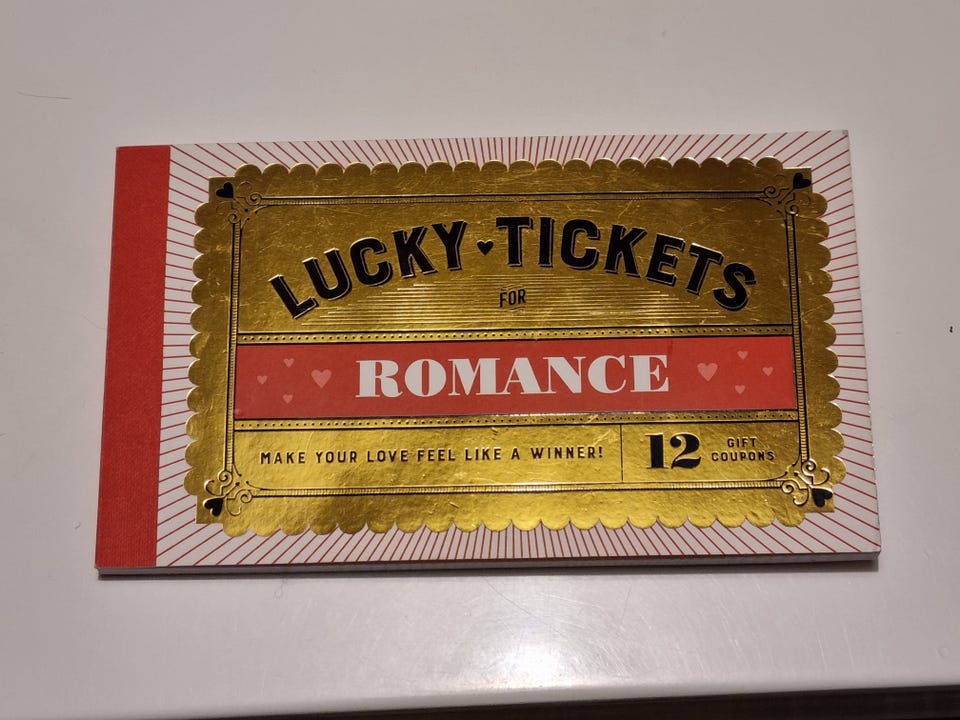 LUCKY TICKETS
FOR
ROMANCE
MAKE YOUR LOVE FEEL LIKE A WINNER!
12 GIFT COUPONS